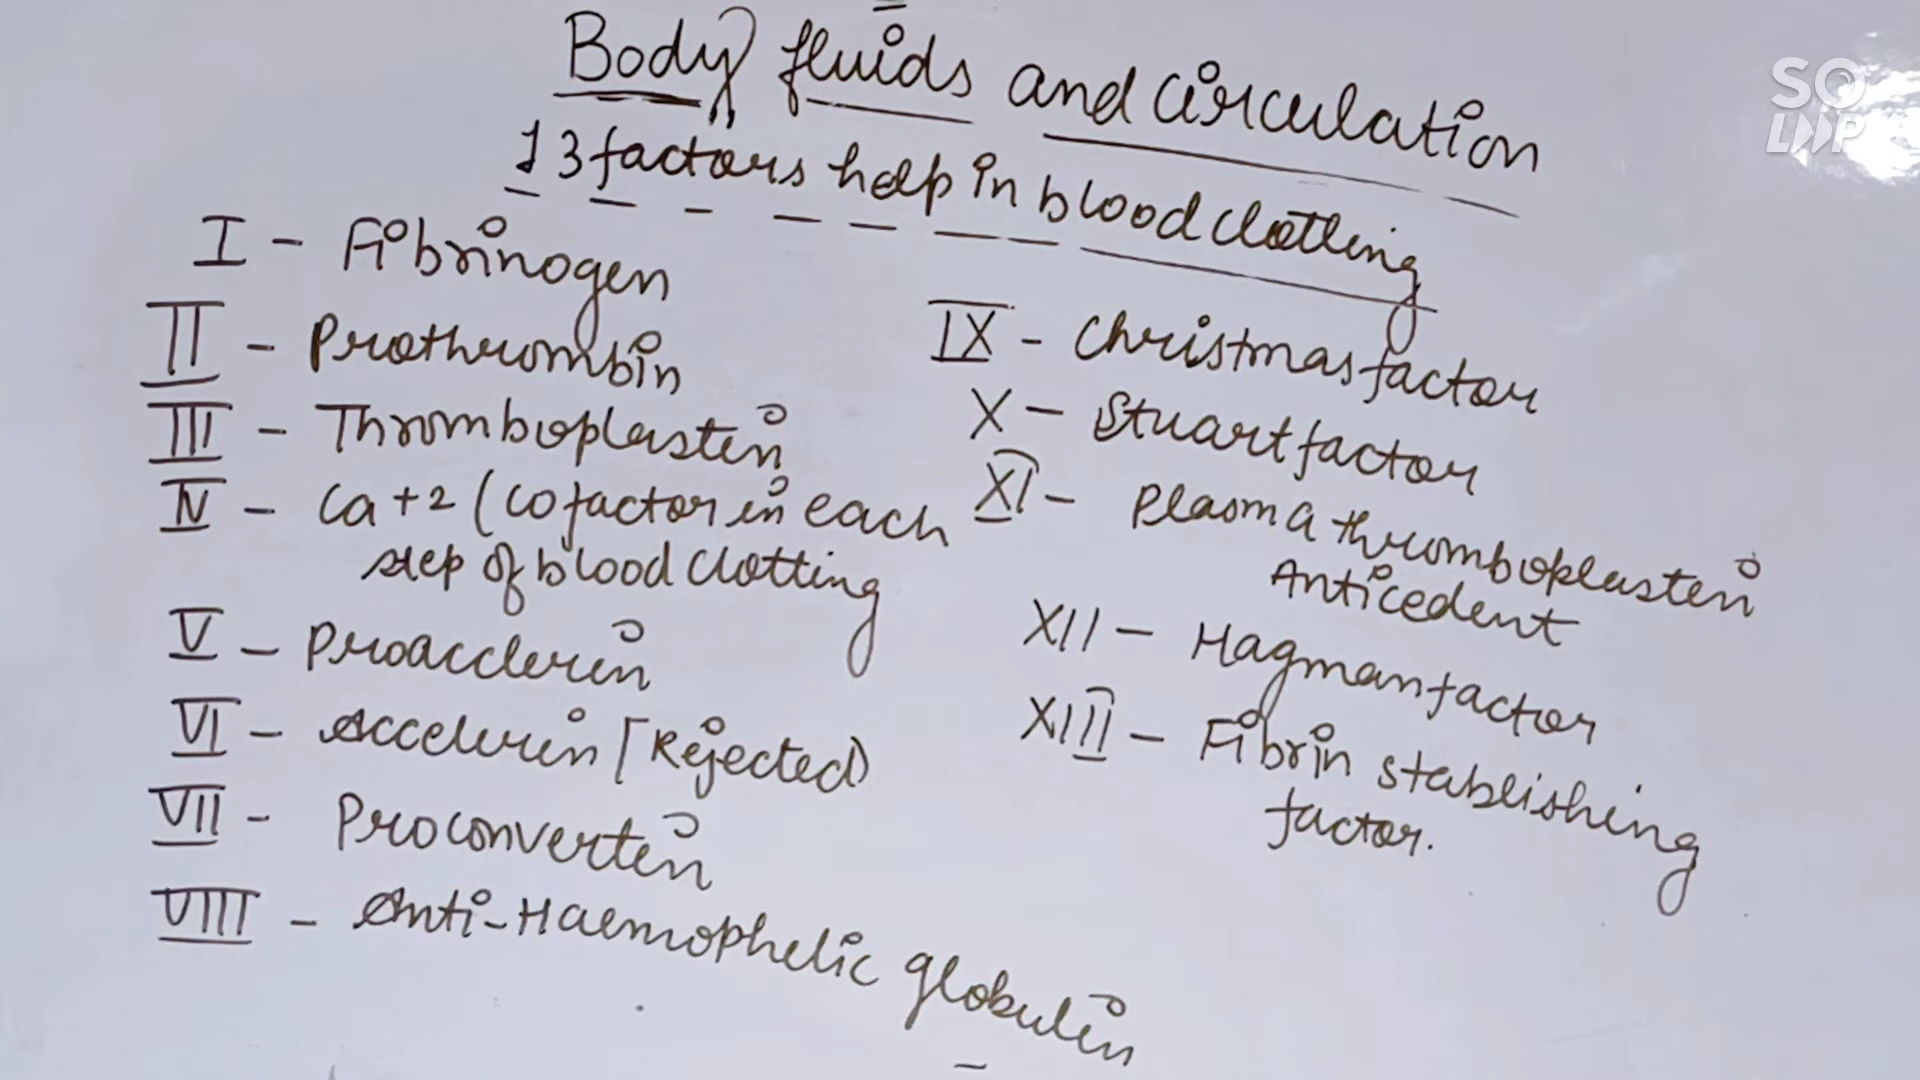 Body fluids and circulation
13 factors help in blood clotting
I - Fibrinogen
II - Prothrombin
III - Thromboplastin
IV - Ca +2 (Cofactor in each
step of blood clotting
V - Proacclerin
VI - Accelerin [Rejected)
VII - Proconvertin
VIII - Anti-Haemophelic globulin
IX - Christmas factor
X - Stuart factor
XI - Plasma thromboplastin
Anticedent
XII - Hagman factor
XIII - Fibrin stablishing
factor.
SO
LOOP